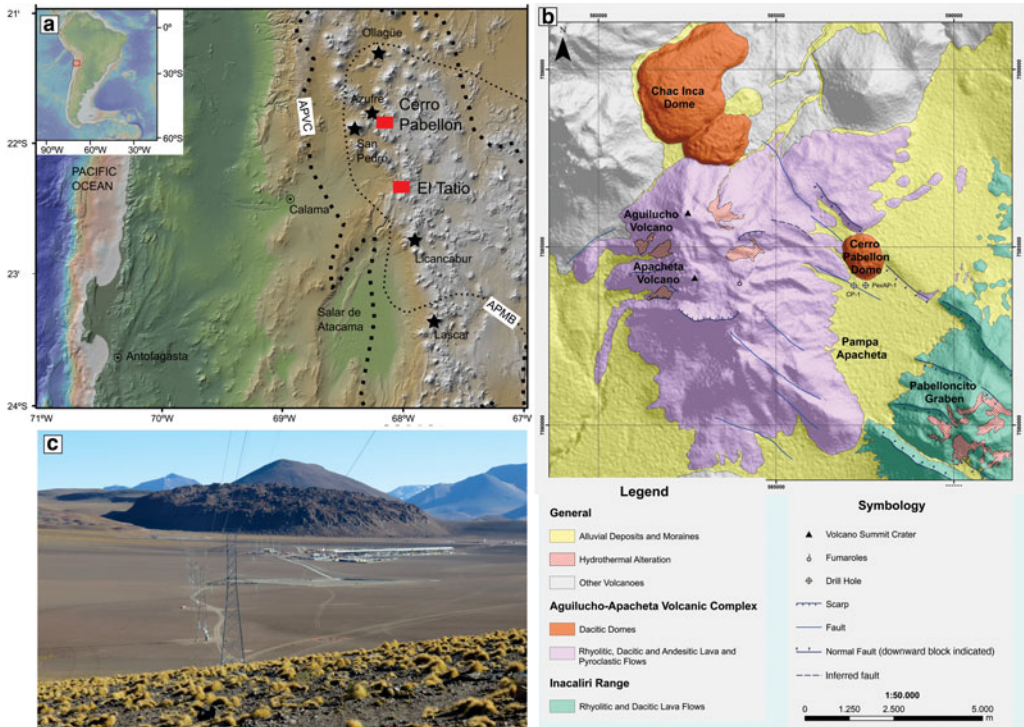 a
0°
30°S
60°S
90°W
60°W
30°W
21°S
22°S
23°
24°S
71°W
70°W
69°W
68°W
67°W
PACIFIC
OCEAN
APVC
Ollagüe
Azufre
Cerro
Pabellon
San
Pedro
El Tatio
Calama
Licancabur
Salar de
Atacama
Lascar
APMB
Antofagasta
b
N
Chac Inca
Dome
Aguilucho
Volcano
Apacheta
Volcano
Cerro
Pabellon
Dome
CP-1
PexAP-1
Pampa
Apacheta
Pabelloncito
Graben
c
Legend
General
Alluvial Deposits and Moraines
Hydrothermal Alteration
Other Volcanoes
Aguilucho-Apacheta Volcanic Complex
Dacitic Domes
Rhyolitic, Dacitic and Andesitic Lava and
Pyroclastic Flows
Inacaliri Range
Rhyolitic and Dacitic Lava Flows
Symbology
Volcano Summit Crater
Fumaroles
Drill Hole
Scarp
Fault
Normal Fault (downward block indicated)
Inferred fault
1:50.000
0 1.250 2.500 5.000
m